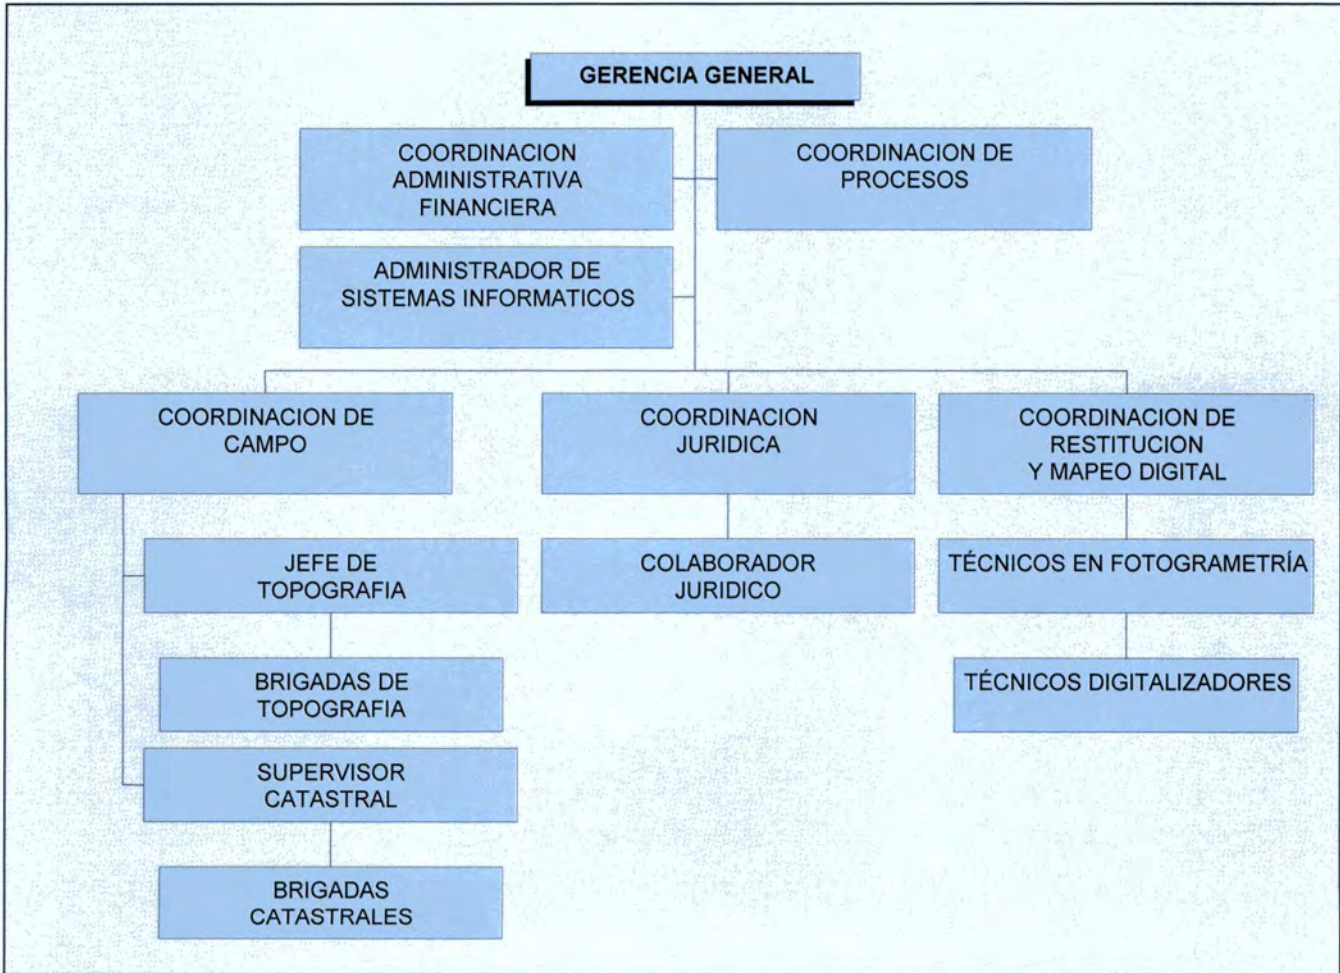 GERENCIA GENERAL
COORDINACION
ADMINISTRATIVA
FINANCIERA
COORDINACION DE
PROCESOS
ADMINISTRADOR DE
SISTEMAS INFORMATICOS
COORDINACION DE
CAMPO
COORDINACION
JURIDICA
COORDINACION DE
RESTITUCION
Y MAPEO DIGITAL
JEFE DE
TOPOGRAFIA
COLABORADOR
JURIDICO
TÉCNICOS EN FOTOGRAMETRÍA
BRIGADAS DE
TOPOGRAFIA
TÉCNICOS DIGITALIZADORES
SUPERVISOR
CATASTRAL
BRIGADAS
CATASTRALES